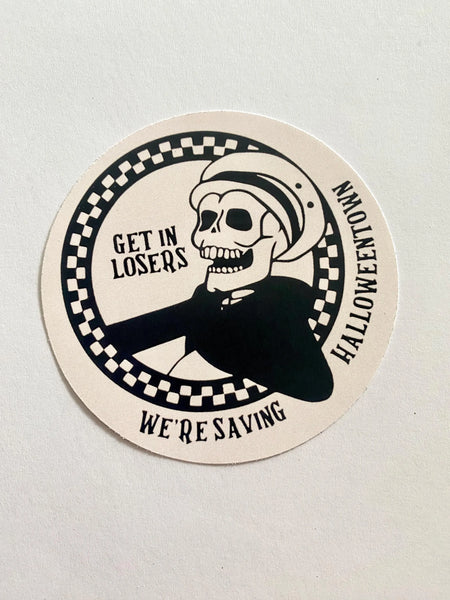 GET IN
LOSERS
WE'RE SAVING
HALLOWEENTOWN